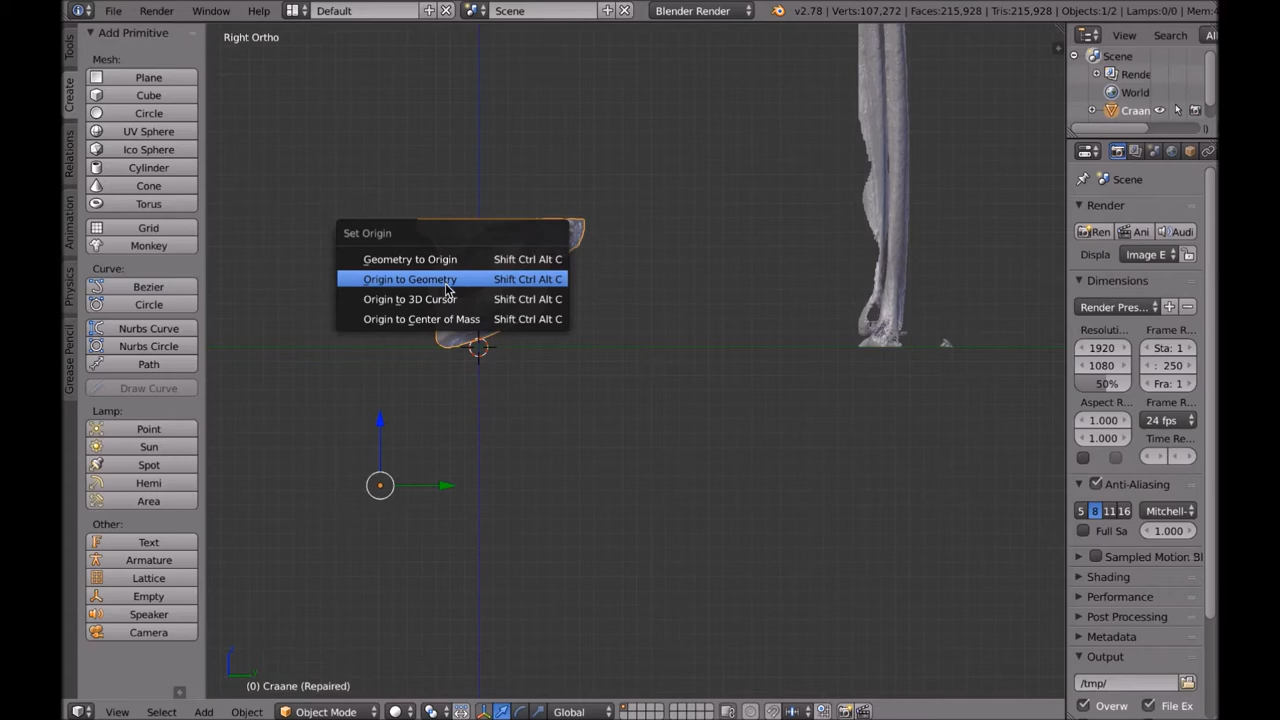 File Render Window Help Default Scene Blender Render v2.78 | Verts:107,272 | Faces:215,928 | Tris:215,928 | Objects:1/2 | Lamps:0/0 | Mem:4
Tools
Create
Relations
Animation
Physics
Grease Pencil
Add Primitive
Mesh:
Plane
Cube
Circle
UV Sphere
Ico Sphere
Cylinder
Cone
Torus
Grid
Monkey
Curve:
Bezier
Circle
Nurbs Curve
Nurbs Circle
Path
Draw Curve
Lamp:
Point
Sun
Spot
Hemi
Area
Other:
Text
Armature
Lattice
Empty
Speaker
Camera
Right Ortho
Set Origin
Geometry to Origin Shift Ctrl Alt C
Origin to Geometry Shift Ctrl Alt C
Origin to 3D Cursor Shift Ctrl Alt C
Origin to Center of Mass Shift Ctrl Alt C
(0) Craane (Repaired)
View Select Add Object Object Mode Global
View Search Al
Scene
Rende
World
Craan
Scene
Render
Ren Ani Audi
Display: Image E
Dimensions
Render Pres...
Resoluti... Frame R...
1920 Sta: 1
1080 : 250
50% Fra: 1
Aspect R... Frame R...
1.000 24 fps
1.000 Time Re...
Anti-Aliasing
5 8 11 16 Mitchell-
Full Sa 1.000
Sampled Motion Bl
Shading
Performance
Post Processing
Metadata
Output
/tmp/
Overw File Ex